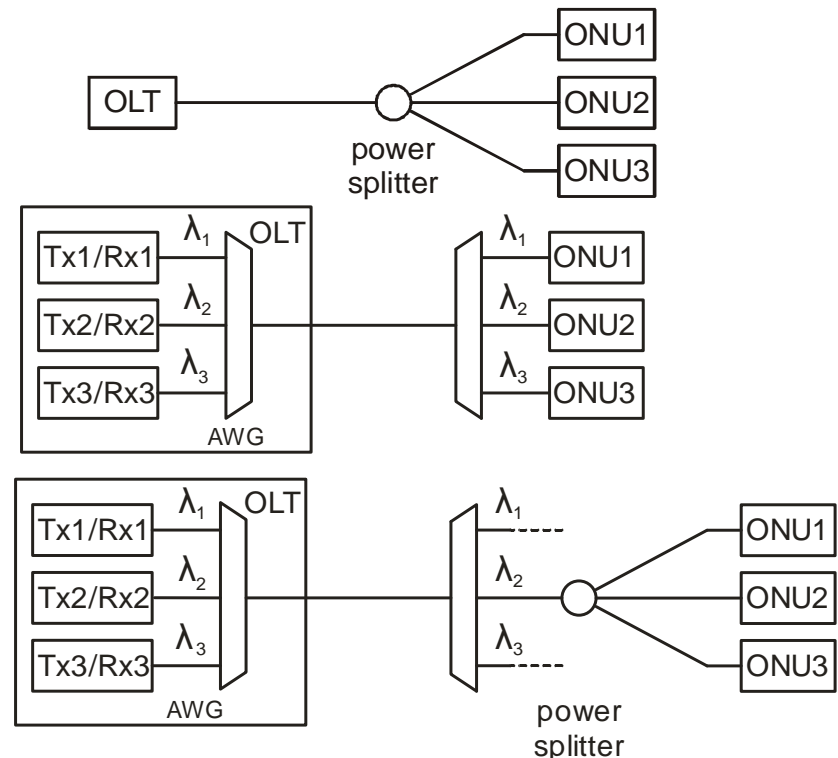 ONU1
OLT
ONU2
power
splitter
ONU3
λ1
OLT
λ1
Tx1/Rx1
ONU1
λ2
λ2
Tx2/Rx2
ONU2
λ3
λ3
Tx3/Rx3
ONU3
AWG
λ1
OLT
λ1
Tx1/Rx1
ONU1
λ2
λ2
Tx2/Rx2
ONU2
λ3
λ3
Tx3/Rx3
ONU3
AWG
power
splitter